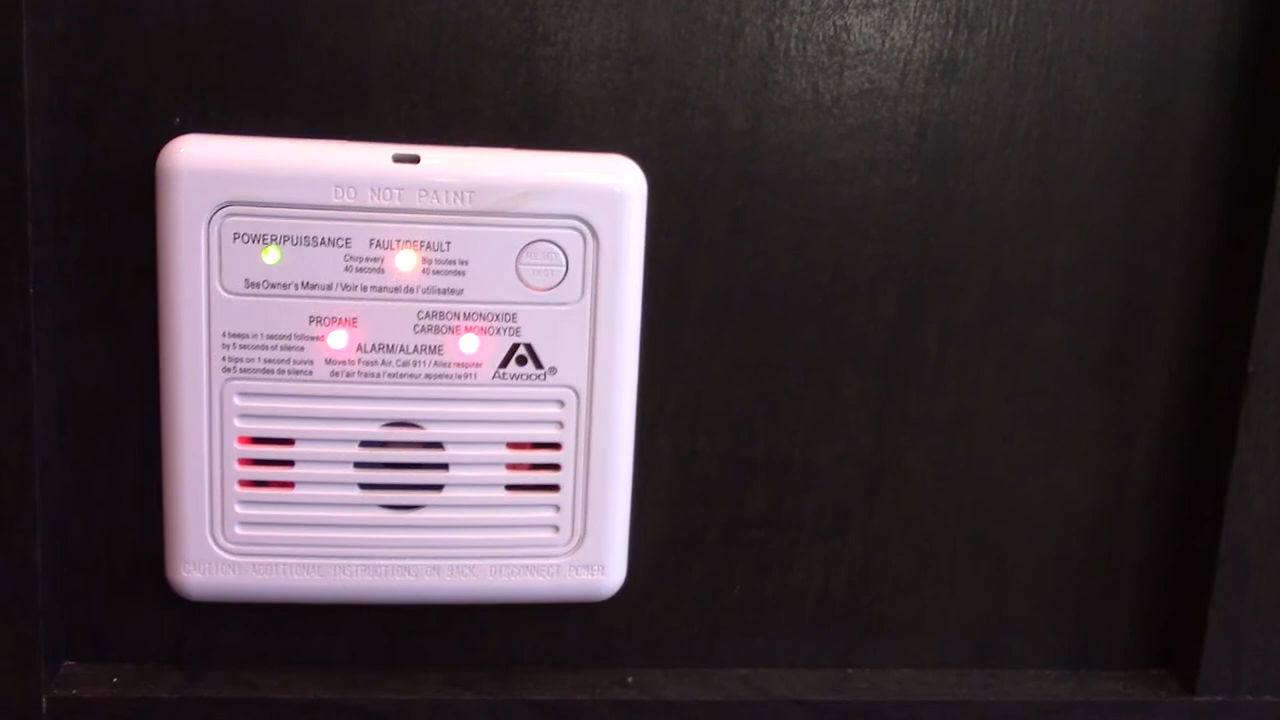 DO NOT PAINT
POWER/PUISSANCE FAULT/DEFAULT
Chirp every Bip toutes les
40 seconds 40 secondes
See Owner's Manual / Voir le manuel de l'utilisateur
TEST
PROPANE
CARBON MONOXIDE
CARBONE MONOXYDE
4 beeps in 1 second followed
by 5 seconds of silence
4 bips on 1 second suivis
de 5 secondes de silence
ALARM/ALARME
Move to Fresh Air, Call 911 / Allez respirer
de l'air frais a l'exterieur, appelez le 911
Atwood®
CAUTION: ADDITIONAL INSTRUCTIONS ON BACK. DISCONNECT POWER